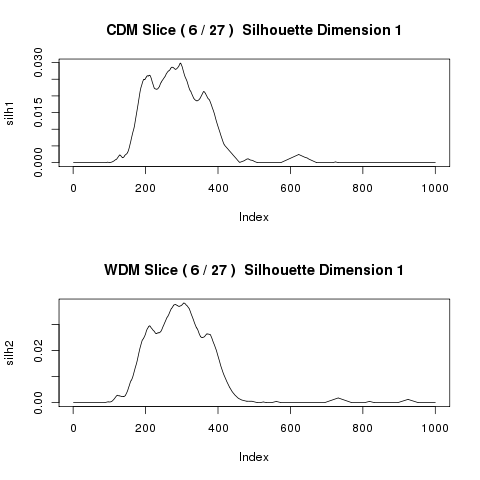 CDM Slice ( 6 / 27 )  Silhouette Dimension 1
silh1
0.030
0.015
0.000
0 200 400 600 800 1000
Index
WDM Slice ( 6 / 27 )  Silhouette Dimension 1
silh2
0.02
0.00
0 200 400 600 800 1000
Index